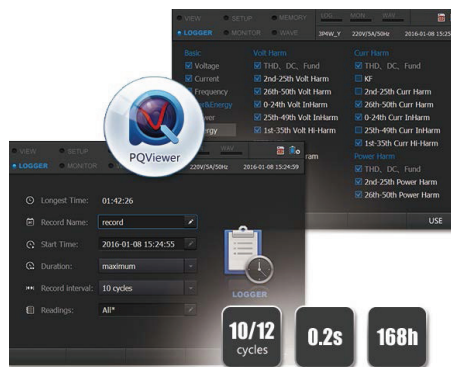 VIEW SETUP MEMORY LOG MON WAV
LOGGER MONITOR WAVE 3P4W_Y 220V/5A/50Hz 2016-01-08 15:25
Basic Volt Harm Curr Harm
Voltage THD, DC, Fund THD, DC, Fund
Current 2nd-25th Volt Harm KF
Frequency 26th-50th Volt Harm 2nd-25th Curr Harm
0-24th Volt InHarm 26th-50th Curr Harm
25th-49th Volt InHarm 0-24th Curr InHarm
1st-35th Volt Hi-Harm 25th-49th Curr InHarm
1st-35th Curr Hi-Harm
Power Harm
THD, DC, Fund
2nd-25th Power Harm
26th-50th Power Harm
USE
PQViewer
VIEW SETUP WAV
LOGGER MONITOR 220V/5A/50Hz 2016-01-08 15:24:59
Longest Time: 01:42:26
Record Name: record
Start Time: 2016-01-08 15:24:55
Duration: maximum
Record Interval: 10 cycles
Readings: All*
LOGGER
10/12
cycles
0.2s
168h